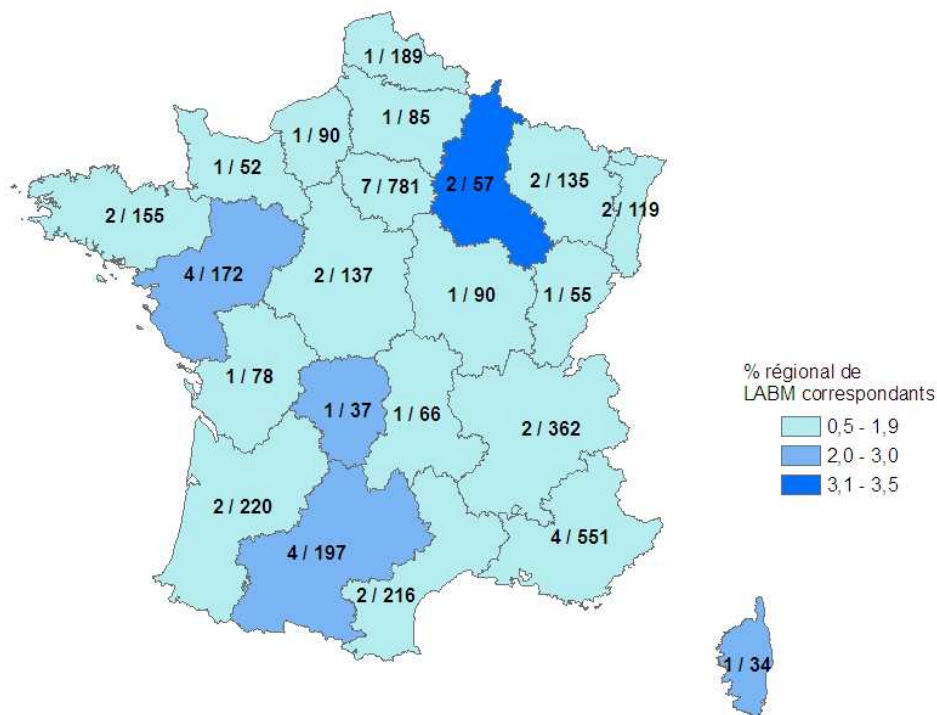 1 / 189
1 / 85
1 / 90
1 / 52
7 / 781
2 / 57
2 / 135
2 / 119
2 / 155
4 / 172
2 / 137
1 / 90
1 / 55
1 / 78
1 / 37
1 / 66
2 / 362
2 / 220
4 / 197
2 / 216
4 / 551
1 / 34
% régional de
LABM correspondants
0,5 - 1,9
2,0 - 3,0
3,1 - 3,5